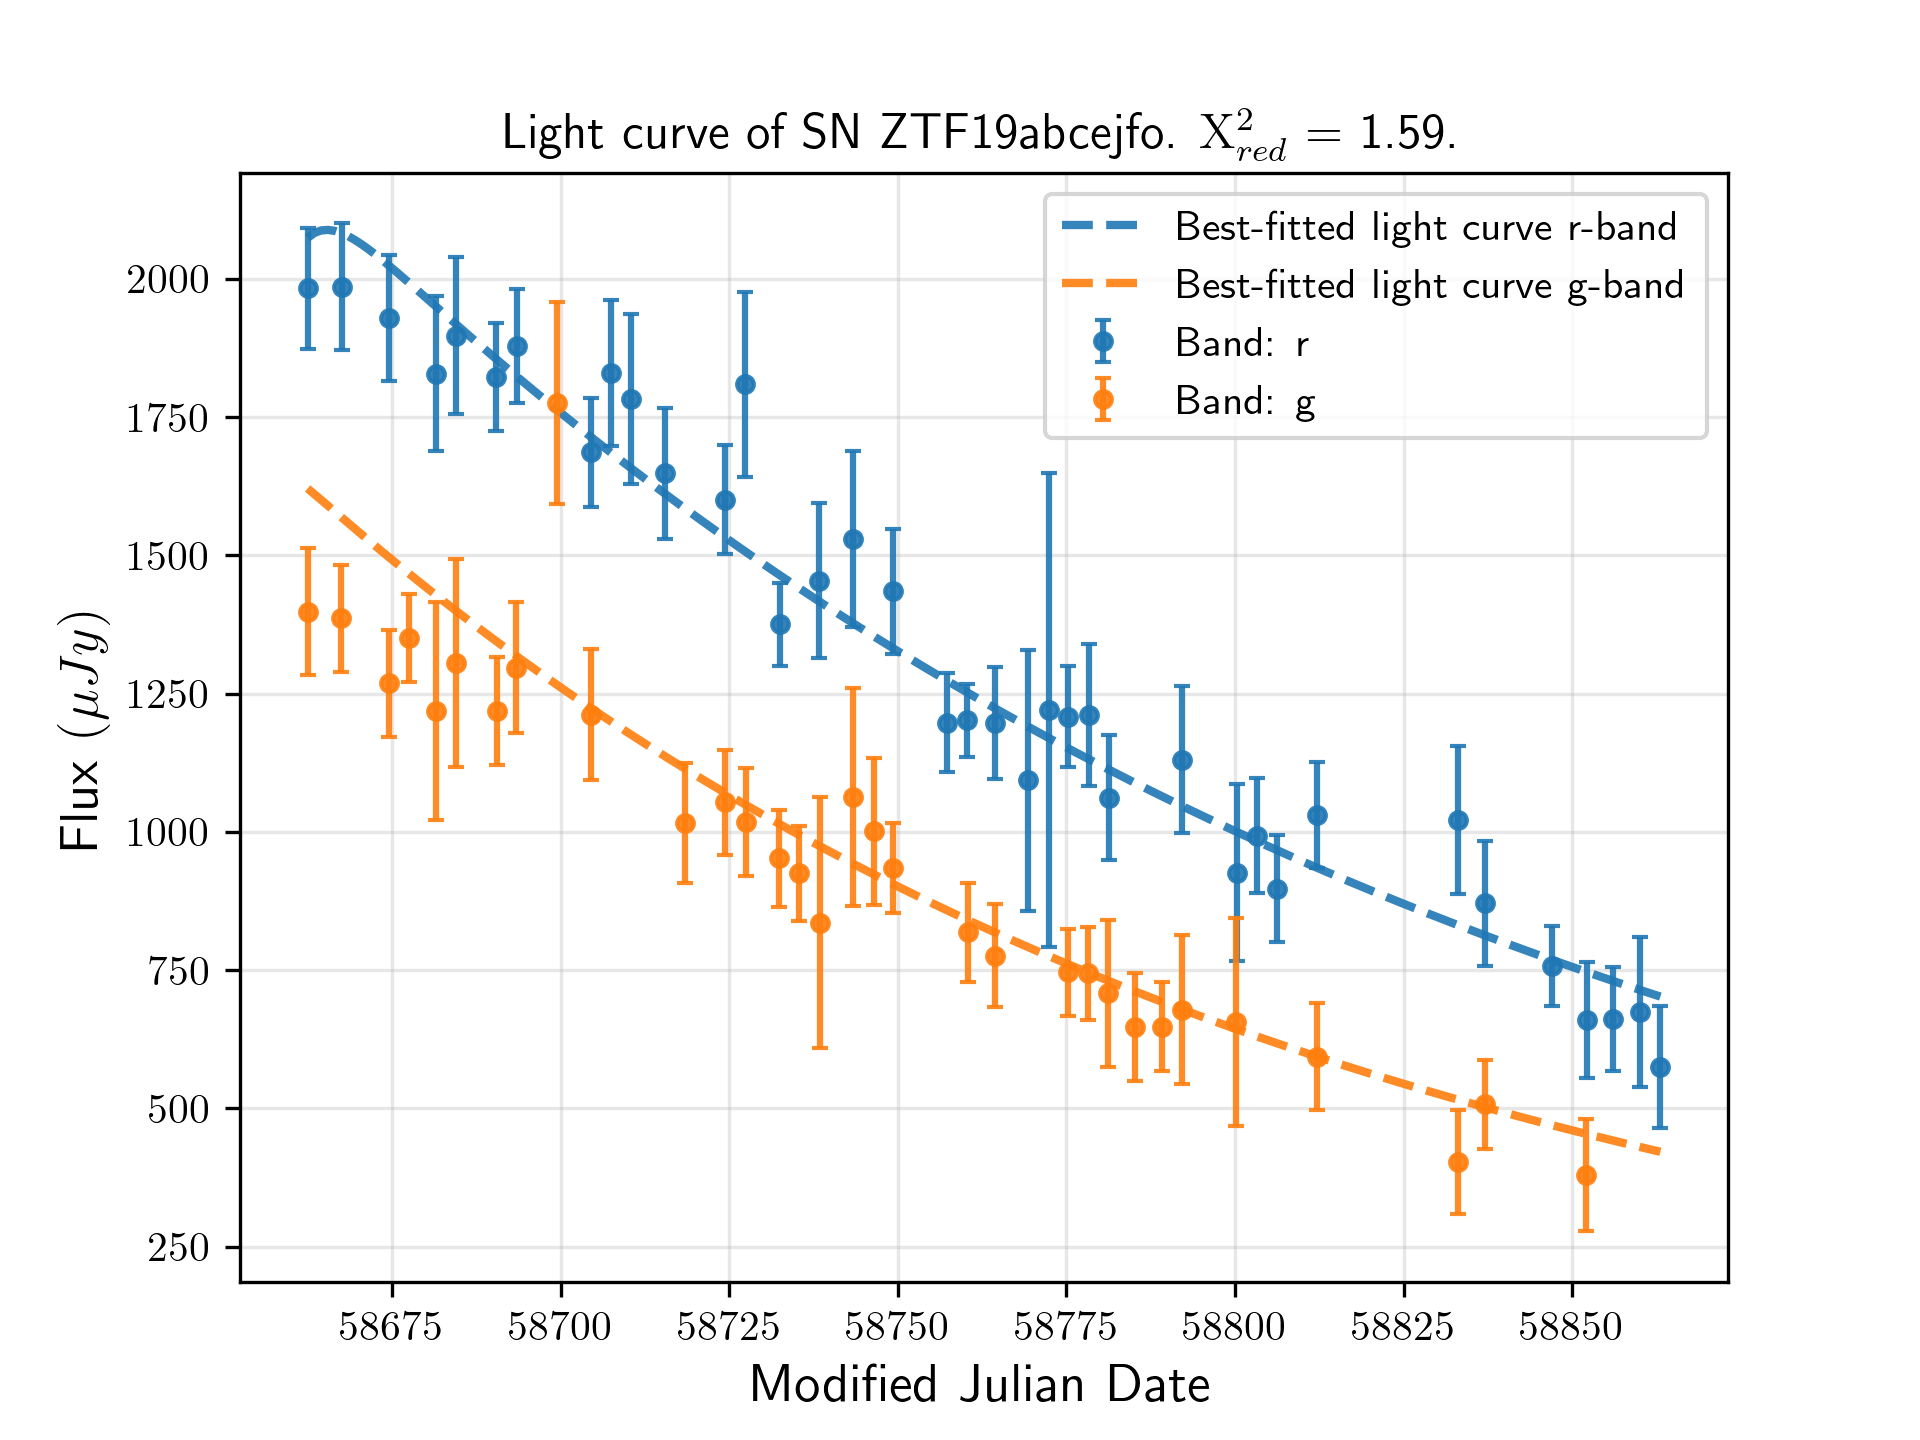 Light curve of SN ZTF19abcejfo. X²_red = 1.59.
Best-fitted light curve r-band
Best-fitted light curve g-band
Band: r
Band: g
Flux (μJy)
2000
1750
1500
1250
1000
750
500
250
58675 58700 58725 58750 58775 58800 58825 58850
Modified Julian Date